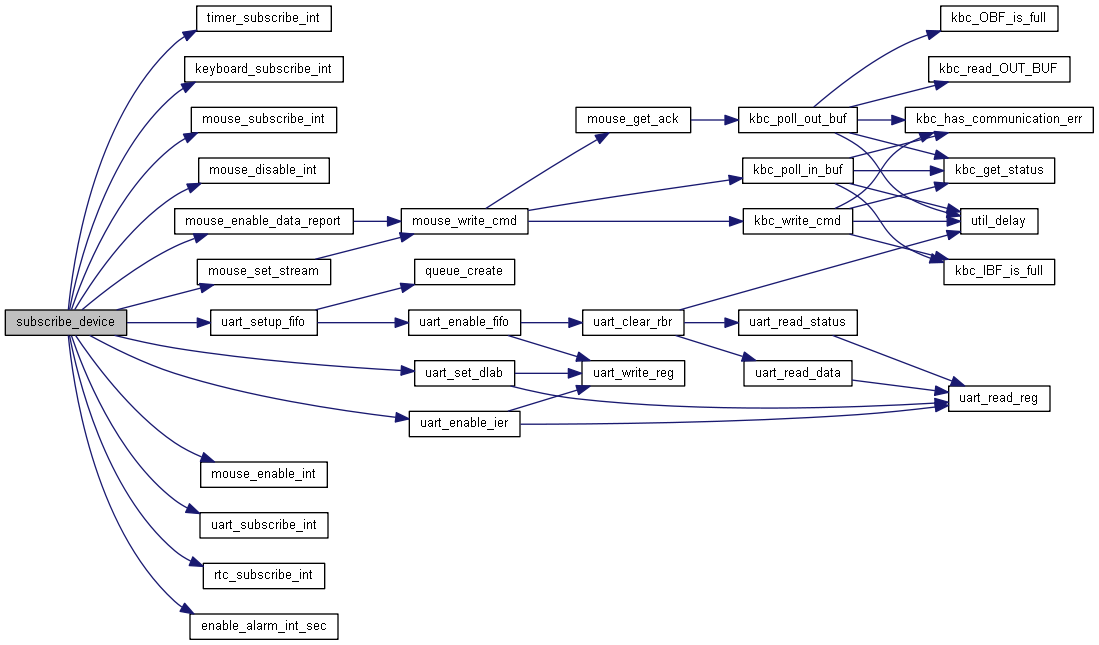 timer_subscribe_int
kbc_OBF_is_full
keyboard_subscribe_int
kbc_read_OUT_BUF
mouse_subscribe_int
mouse_get_ack
kbc_poll_out_buf
kbc_has_communication_err
mouse_disable_int
kbc_poll_in_buf
kbc_get_status
mouse_enable_data_report
mouse_write_cmd
kbc_write_cmd
util_delay
mouse_set_stream
queue_create
kbc_IBF_is_full
subscribe_device
uart_setup_fifo
uart_enable_fifo
uart_clear_rbr
uart_read_status
uart_set_dlab
uart_write_reg
uart_read_data
uart_read_reg
uart_enable_ier
mouse_enable_int
uart_subscribe_int
rtc_subscribe_int
enable_alarm_int_sec